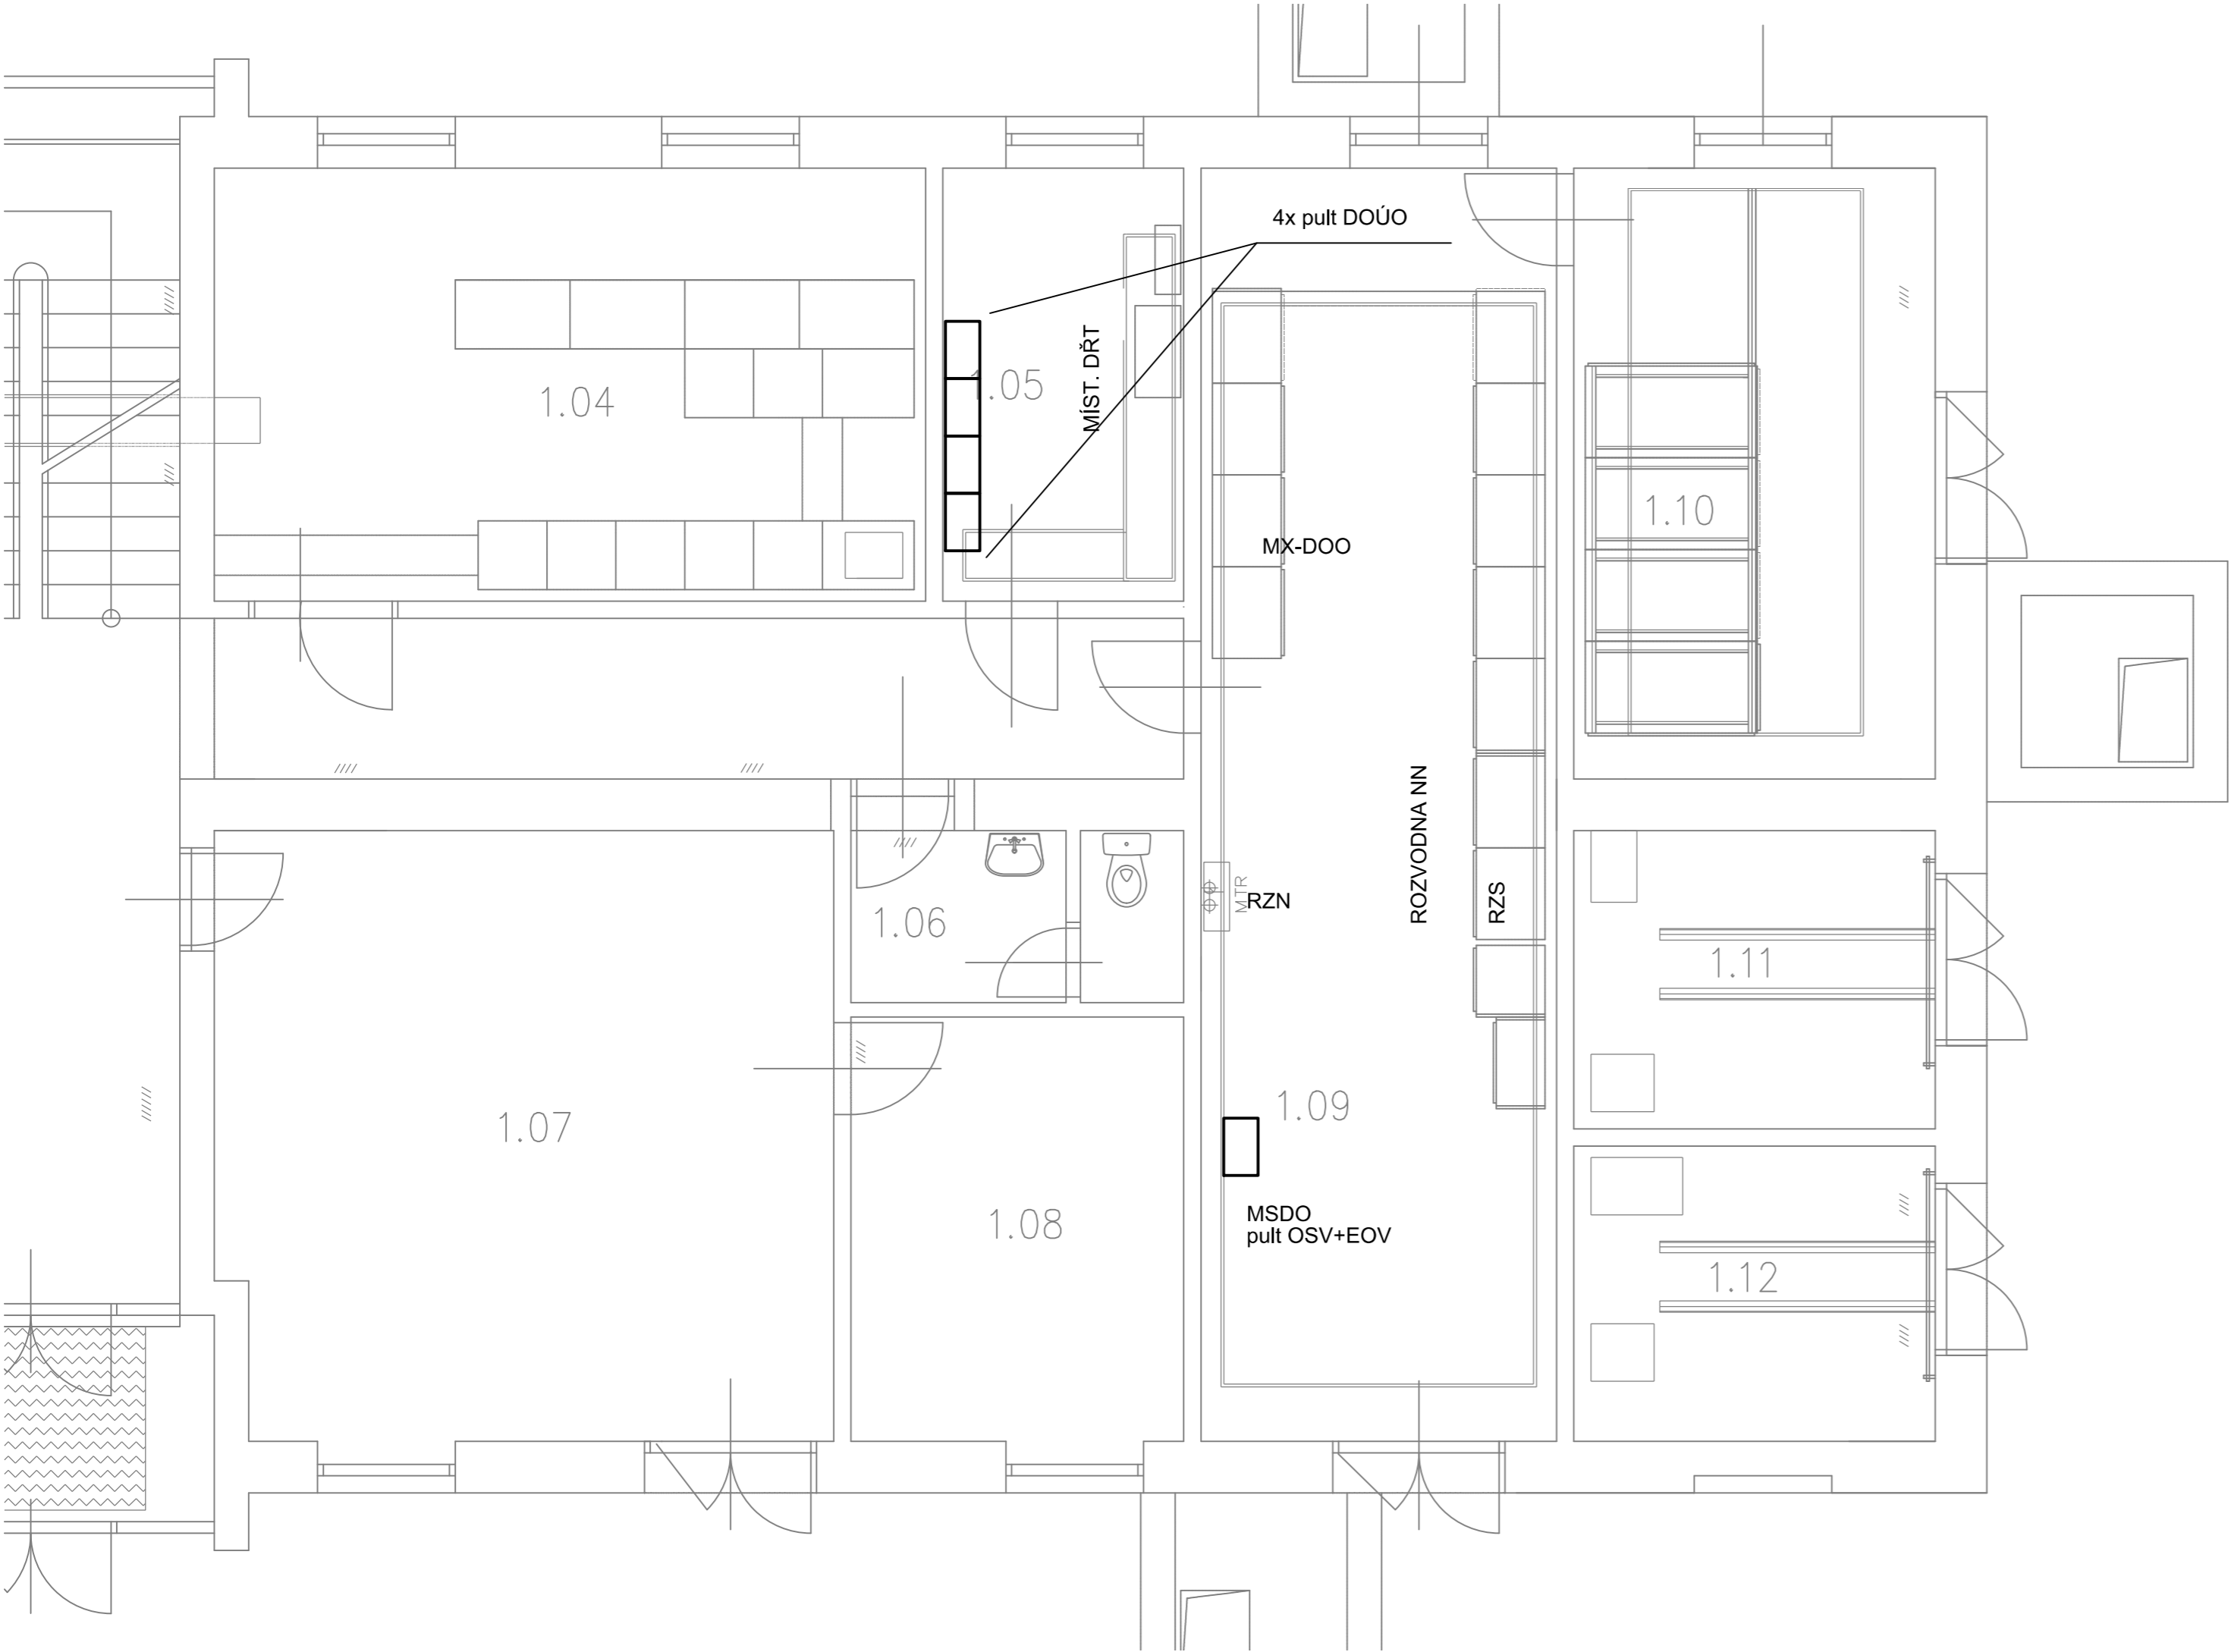 4x pult DOÚO
1.04
1.05
MÍST. DŘT
1.10
MX-DOO
ROZVODNA NN
RZS
MTR
RZN
1.06
1.11
1.09
1.07
1.08
MSDO
pult OSV+EOV
1.12